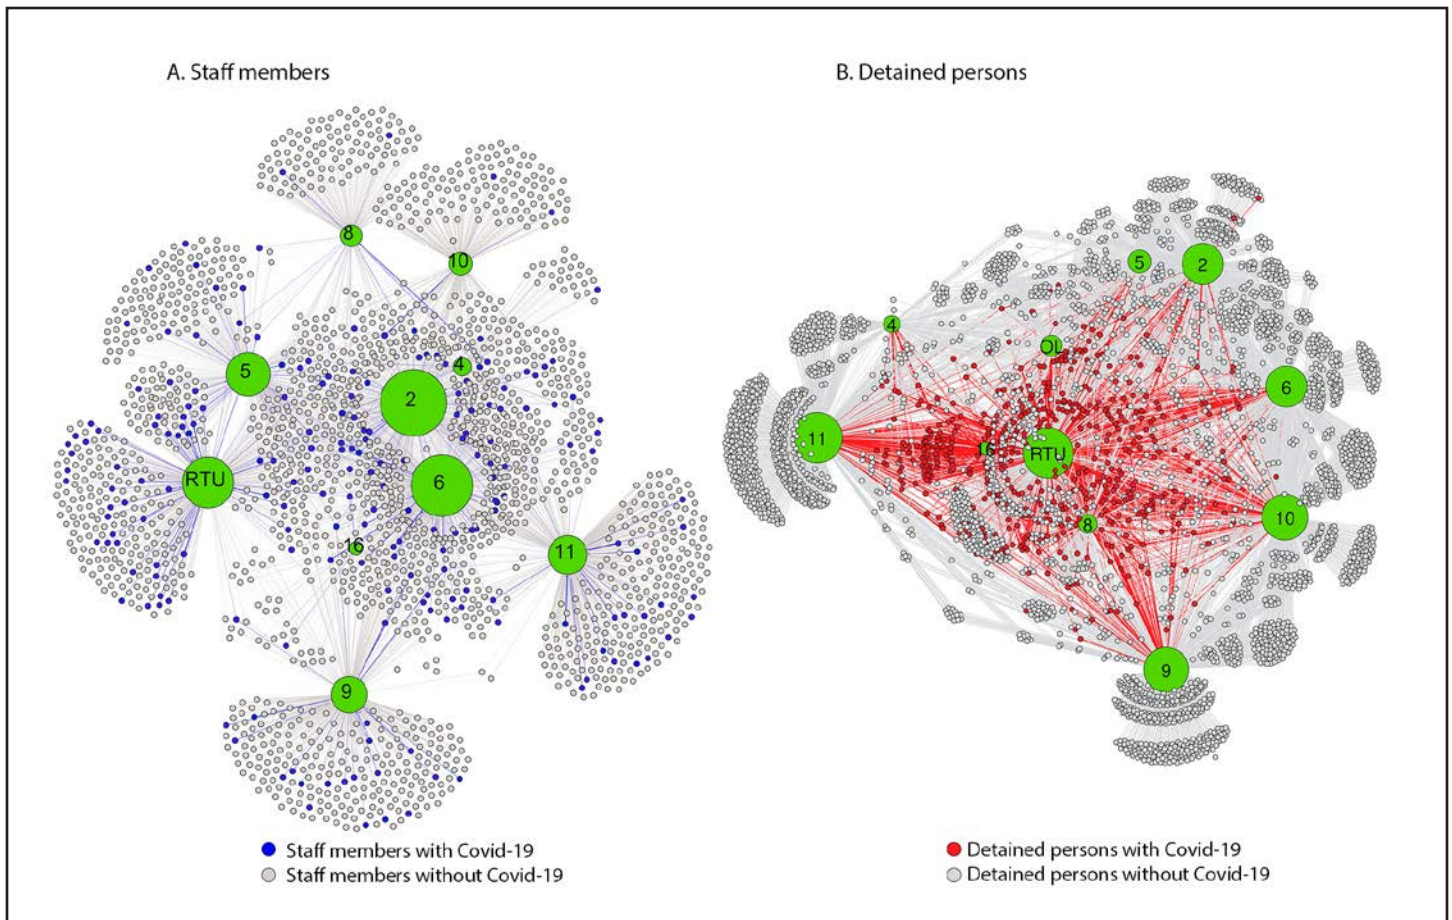 A. Staff members
B. Detained persons
8
10
5
4
2
RTU
6
16
11
9
5
2
4
OL
6
11
16
RTU
8
10
9
Staff members with Covid-19
Staff members without Covid-19
Detained persons with Covid-19
Detained persons without Covid-19